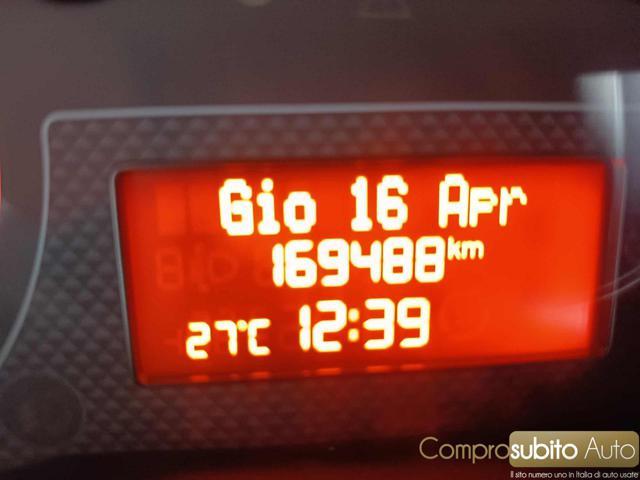 Gio 16 Apr
169488 km
27°C 12:39
Comprosubito Auto
Il sito numero uno in Italia di auto usate